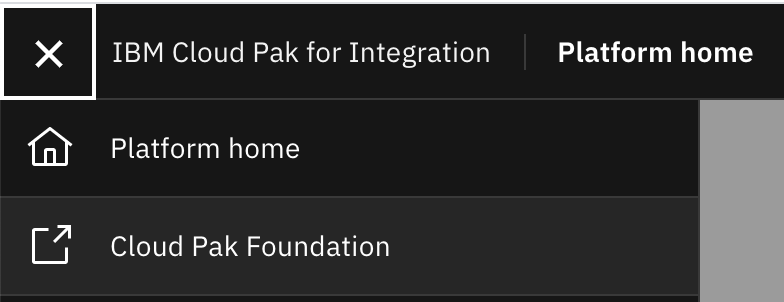 IBM Cloud Pak for Integration | Platform home
Platform home
Cloud Pak Foundation